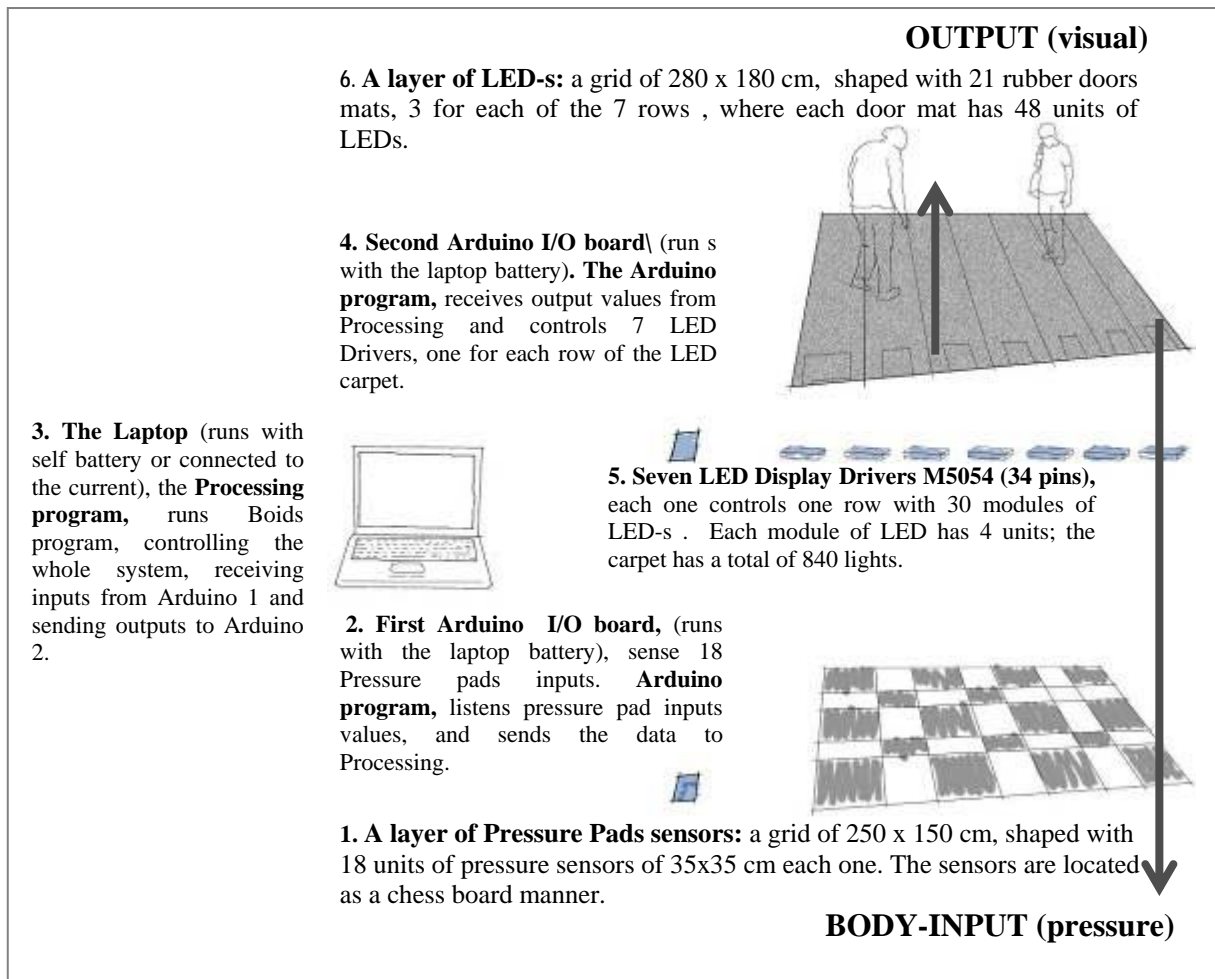 OUTPUT (visual)
6. A layer of LED-s: a grid of 280 x 180 cm, shaped with 21 rubber doors
mats, 3 for each of the 7 rows , where each door mat has 48 units of
LEDs.
4. Second Arduino I/O board\ (run s
with the laptop battery). The Arduino
program, receives output values from
Processing and controls 7 LED
Drivers, one for each row of the LED
carpet.
3. The Laptop (runs with
self battery or connected to
the current), the Processing
program, runs Boids
program, controlling the
whole system, receiving
inputs from Arduino 1 and
sending outputs to Arduino
2.
5. Seven LED Display Drivers M5054 (34 pins),
each one controls one row with 30 modules of
LED-s . Each module of LED has 4 units; the
carpet has a total of 840 lights.
2. First Arduino I/O board, (runs
with the laptop battery), sense 18
Pressure pads inputs. Arduino
program, listens pressure pad inputs
values, and sends the data to
Processing.
1. A layer of Pressure Pads sensors: a grid of 250 x 150 cm, shaped with
18 units of pressure sensors of 35x35 cm each one. The sensors are located
as a chess board manner.
BODY-INPUT (pressure)